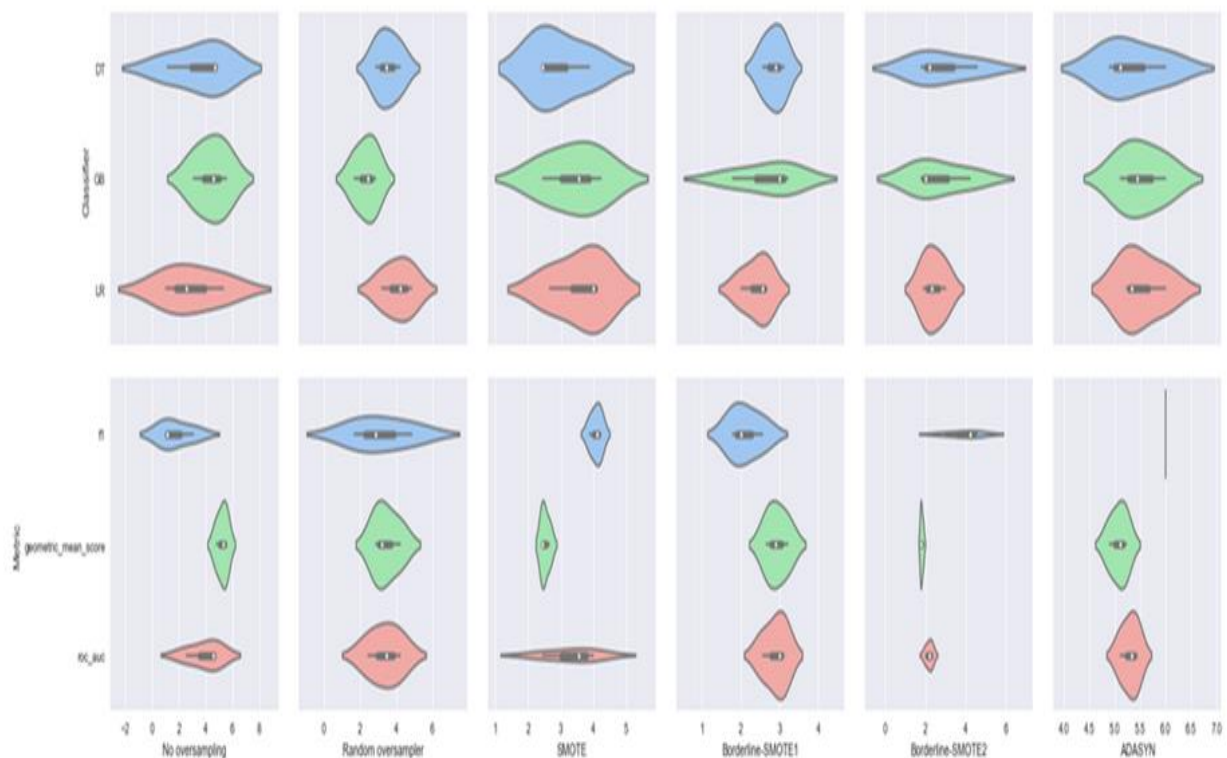 Classifier
DT
GB
LR
Metric
f1
geometric_mean_score
roc_auc
-2 0 2 4 6 8
0 2 4 6
1 2 3 4 5
1 2 3 4
0 2 4 6
4.0 4.5 5.0 5.5 6.0 6.5 7.0
No oversampling
Random oversampler
SMOTE
Borderline-SMOTE1
Borderline-SMOTE2
ADASYN